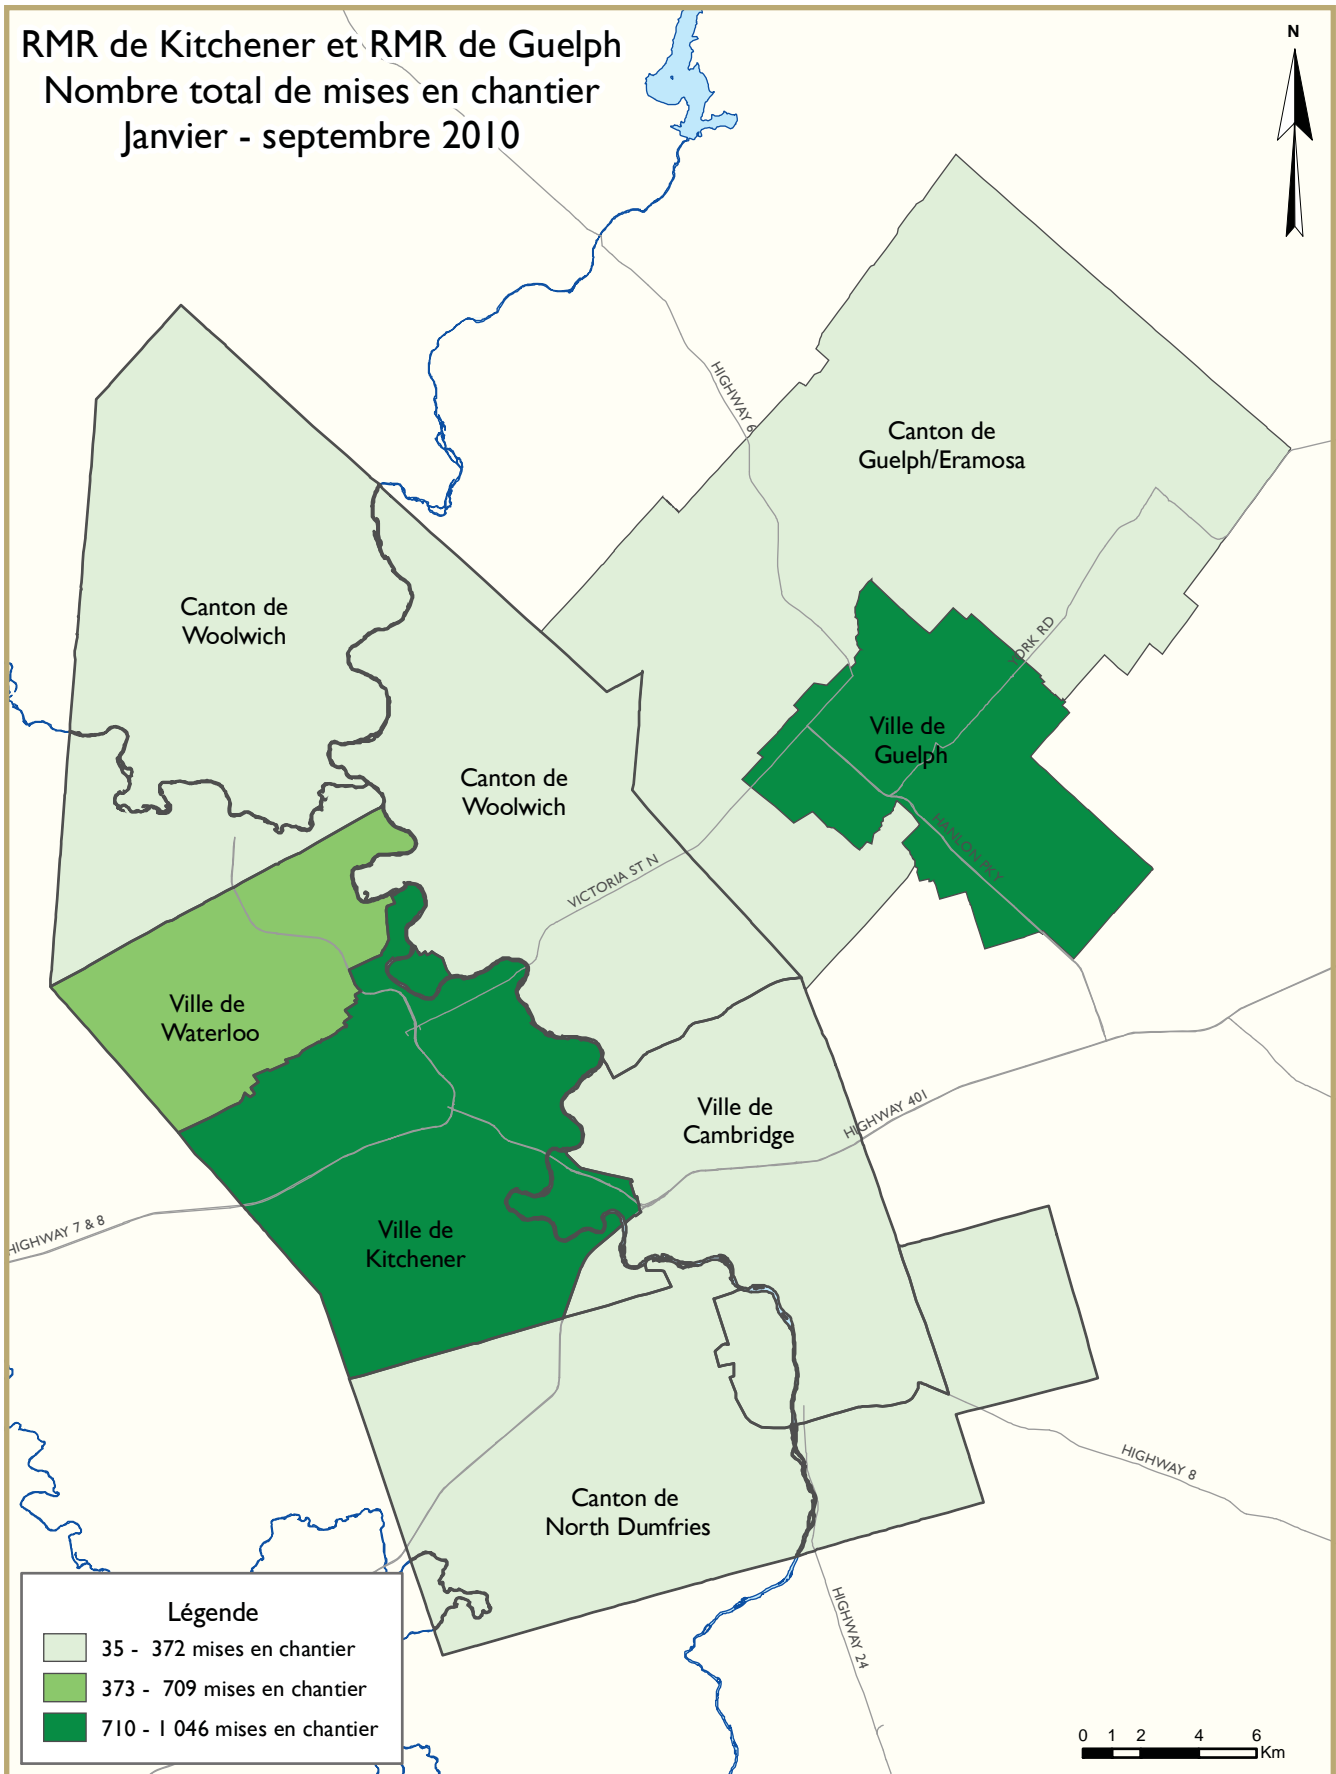 RMR de Kitchener et RMR de Guelph
Nombre total de mises en chantier
Janvier - septembre 2010
N
HIGHWAY 6
Canton de
Guelph/Eramosa
Canton de
Woolwich
YORK RD
Ville de
Guelph
Canton de
Woolwich
HANLON PKY
VICTORIA ST N
Ville de
Waterloo
Ville de
Cambridge
HIGHWAY 401
HIGHWAY 7 & 8
Ville de
Kitchener
HIGHWAY 8
Canton de
North Dumfries
HIGHWAY 24
Légende
35 - 372 mises en chantier
373 - 709 mises en chantier
710 - 1 046 mises en chantier
0 1 2 4 6
Km